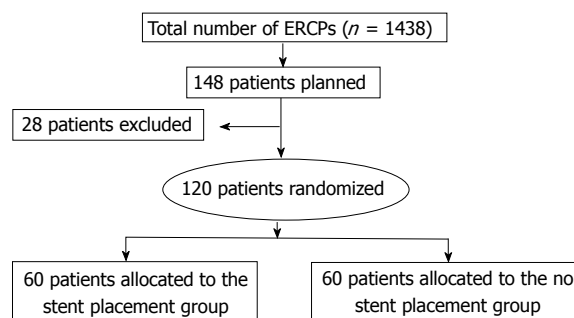 Total number of ERCPs (n = 1438)
148 patients planned
28 patients excluded
120 patients randomized
60 patients allocated to the
stent placement group
60 patients allocated to the no
stent placement group